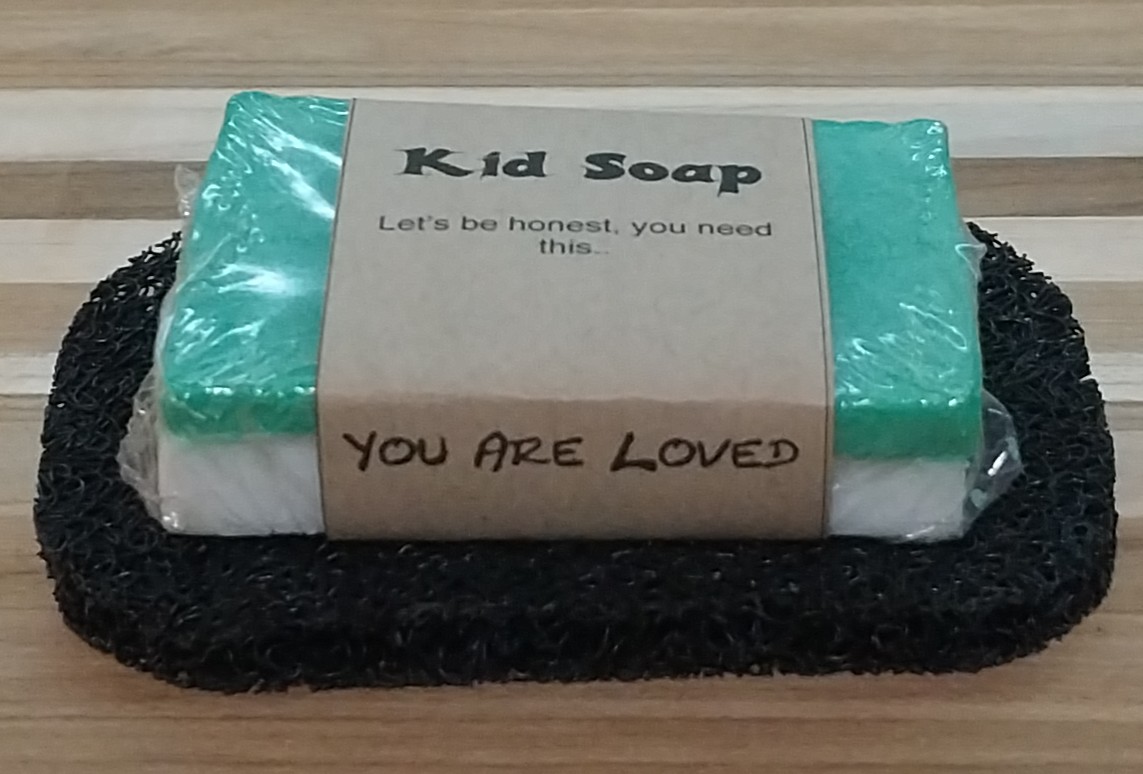 Kid Soap
Let's be honest, you need
this...
YOU ARE LOVED